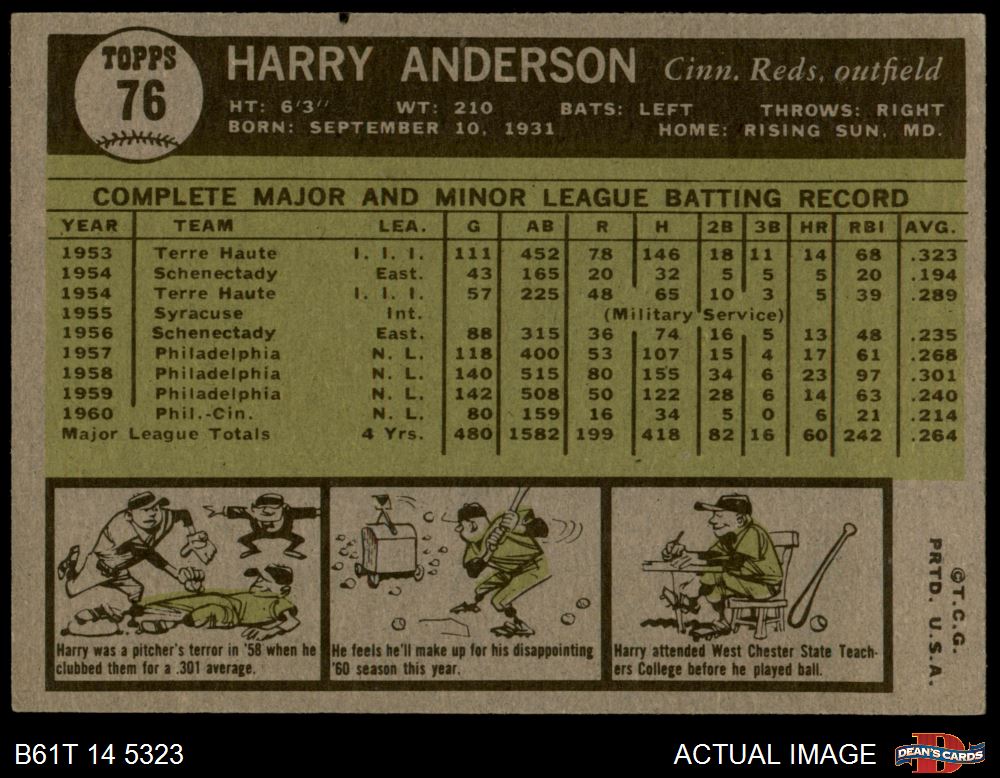 TOPPS
76
HARRY ANDERSON Cinn. Reds, outfield
HT: 6'3" WT: 210 BATS: LEFT THROWS: RIGHT
BORN: SEPTEMBER 10, 1931 HOME: RISING SUN, MD.
COMPLETE MAJOR AND MINOR LEAGUE BATTING RECORD
YEAR TEAM LEA. G AB R H 2B 3B HR RBI AVG.
1953 Terre Haute I. I. I. 111 452 78 146 18 11 14 68 .323
1954 Schenectady East. 43 165 20 32 5 5 5 20 .194
1954 Terre Haute I. I. I. 57 225 48 65 10 3 5 39 .289
1955 Syracuse Int. (Military Service)
1956 Schenectady East. 88 315 36 74 16 5 13 48 .235
1957 Philadelphia N. L. 118 400 53 107 15 4 17 61 .268
1958 Philadelphia N. L. 140 515 80 155 34 6 23 97 .301
1959 Philadelphia N. L. 142 508 50 122 28 6 14 63 .240
1960 Phil.-Cin. N. L. 80 159 16 34 5 0 6 21 .214
Major League Totals 4 Yrs. 480 1582 199 418 82 16 60 242 .264
Harry was a pitcher's terror in '58 when he
clubbed them for a .301 average.
He feels he'll make up for his disappointing
'60 season this year.
Harry attended West Chester State Teach-
ers College before he played ball.
©T.C.G.
PRTD. U.S.A.
B61T 14 5323
ACTUAL IMAGE
D
DEAN'S CARDS